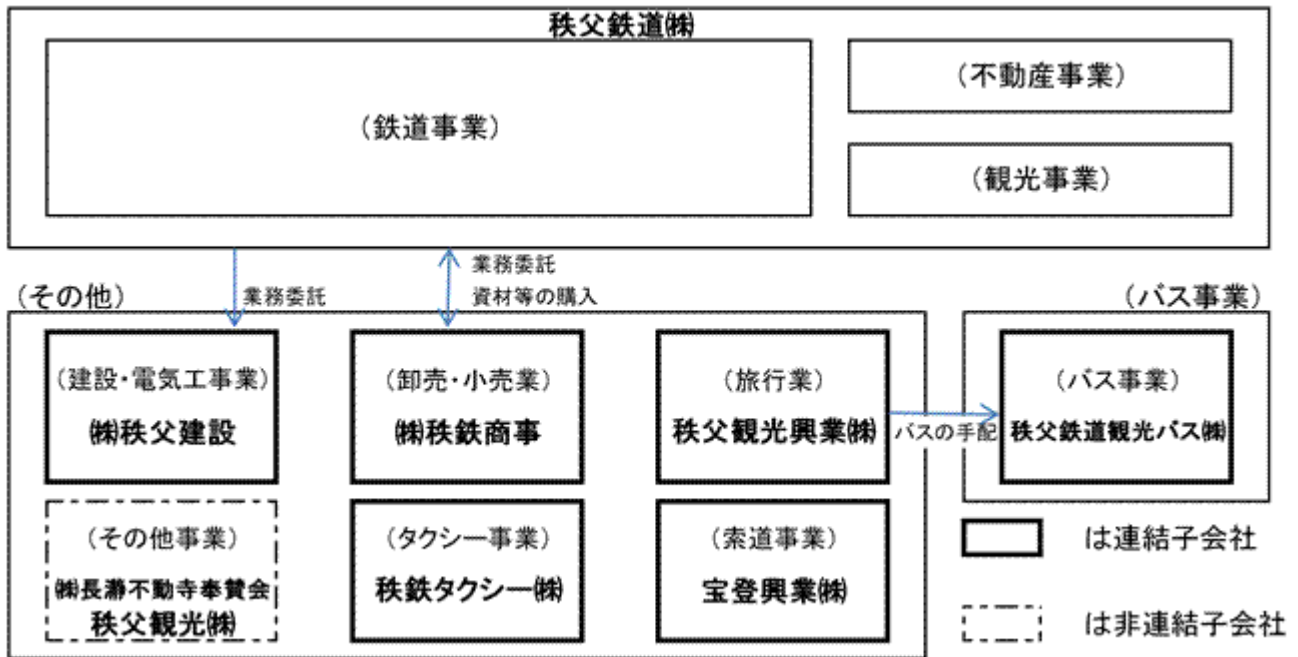 秩父鉄道㈱
（鉄道事業）
（不動産事業）
（観光事業）
業務委託
業務委託
資材等の購入
（その他）
（バス事業）
（建設・電気工事業）
㈱秩父建設
（卸売・小売業）
㈱秩鉄商事
（旅行業）
秩父観光興業㈱
バスの手配
（バス事業）
秩父鉄道観光バス㈱
（その他事業）
㈱長瀞不動寺奉賛会
秩父観光㈱
（タクシー事業）
秩鉄タクシー㈱
（索道事業）
宝登興業㈱
は連結子会社
は非連結子会社